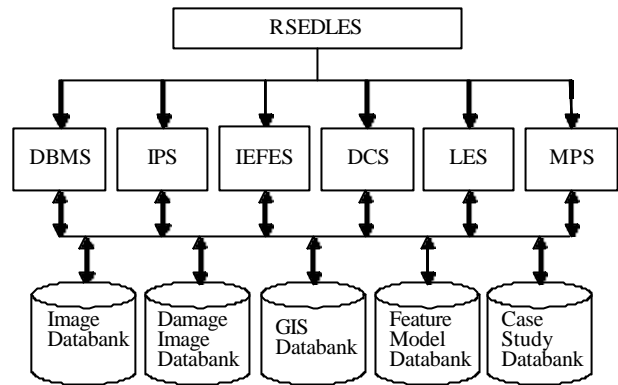 RSEDLES
DBMS
IPS
IEFES
DCS
LES
MPS
Image
Databank
Damage
Image
Databank
GIS
Databank
Feature
Model
Databank
Case
Study
Databank